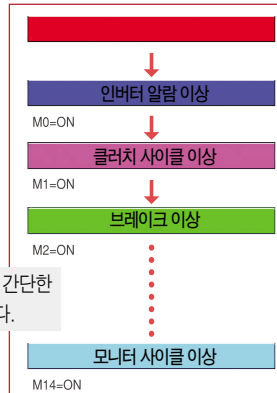 인버터 알람 이상
M0=ON
클러치 사이클 이상
M1=ON
브레이크 이상
M2=ON
간단한
다.
모니터 사이클 이상
M14=ON